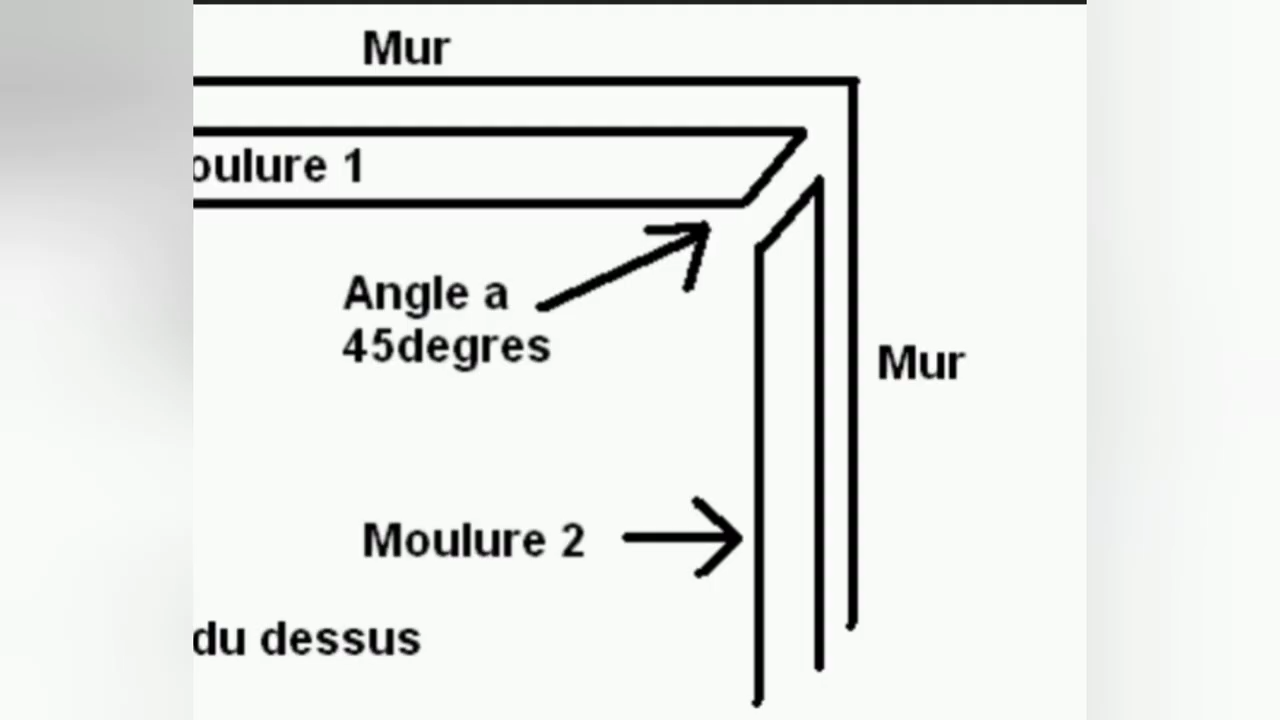 Mur
oulure 1
Angle a
45degres
Mur
Moulure 2
du dessus